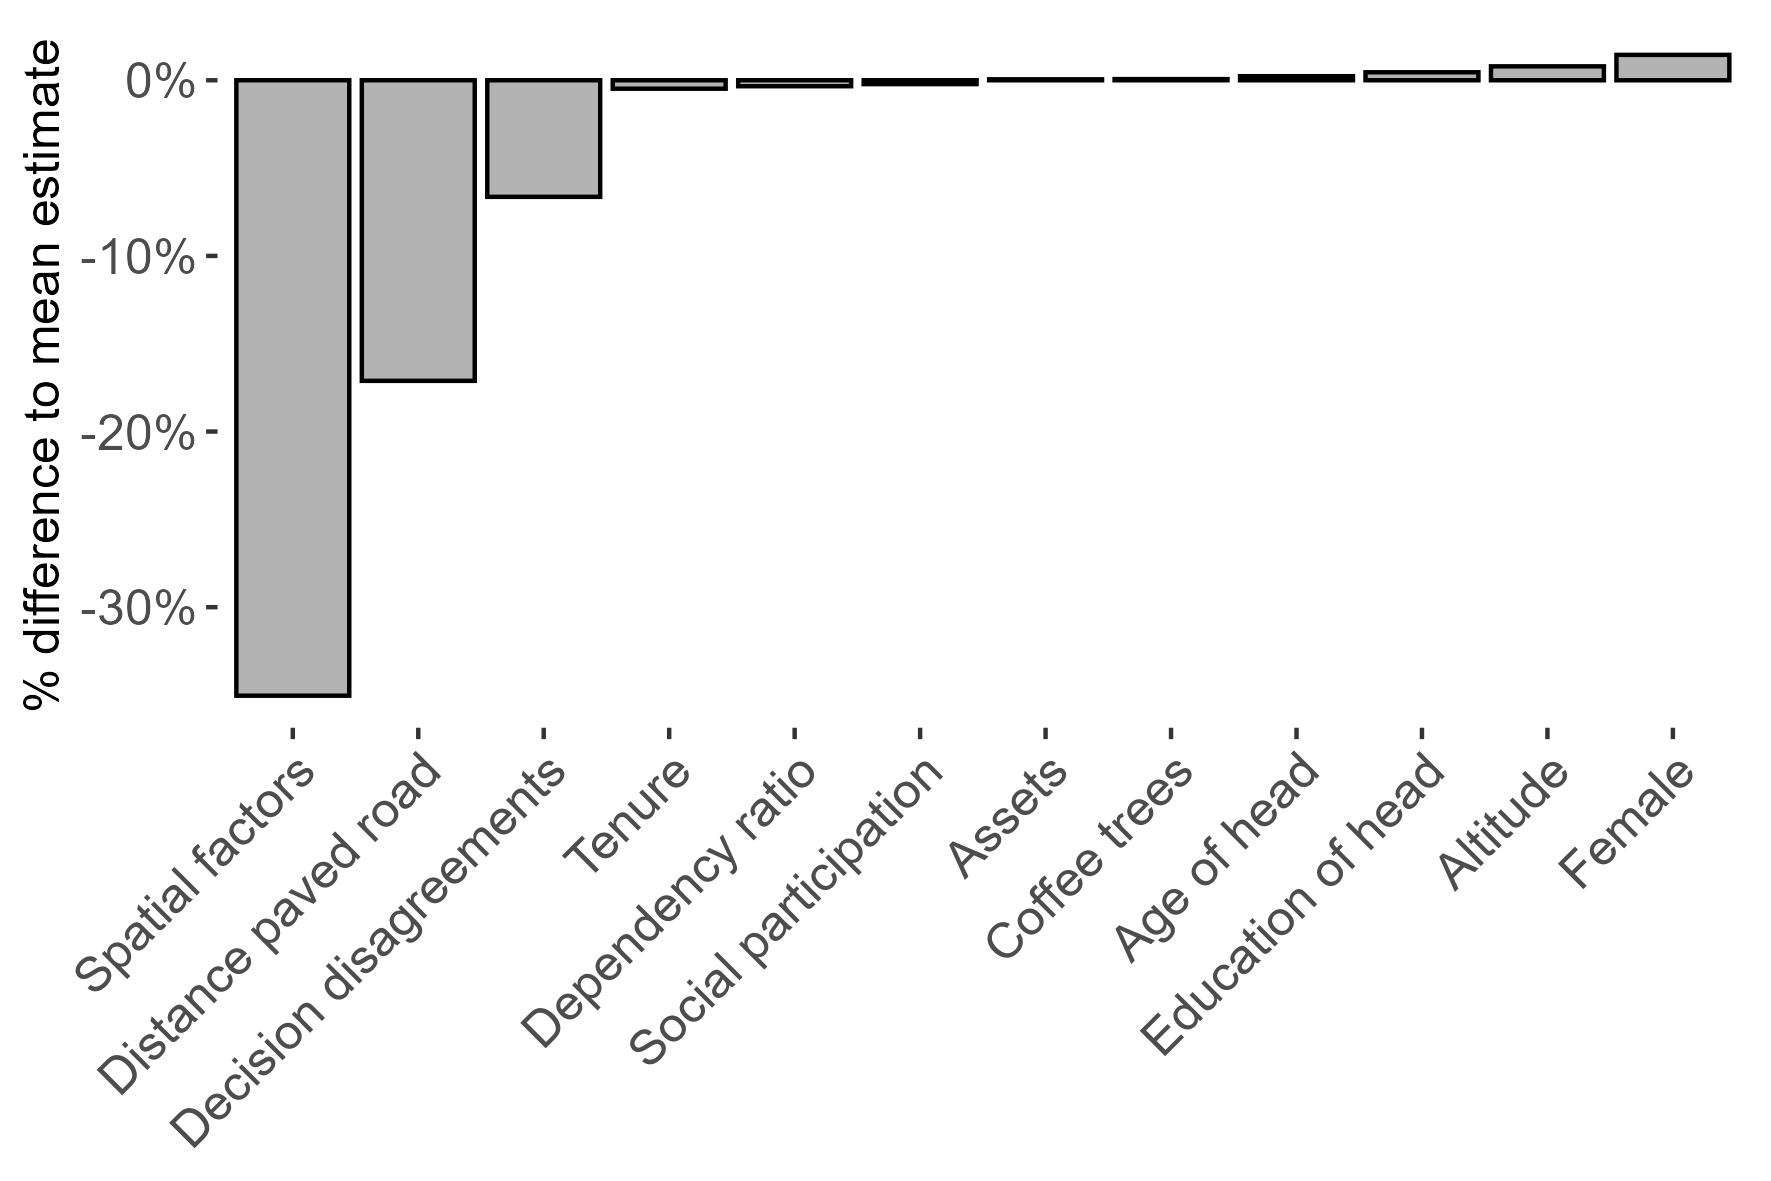 % difference to mean estimate
0%
-10%
-20%
-30%
Spatial factors
Distance paved road
Decision disagreements
Tenure
Dependency ratio
Social participation
Assets
Coffee trees
Age of head
Education of head
Altitude
Female